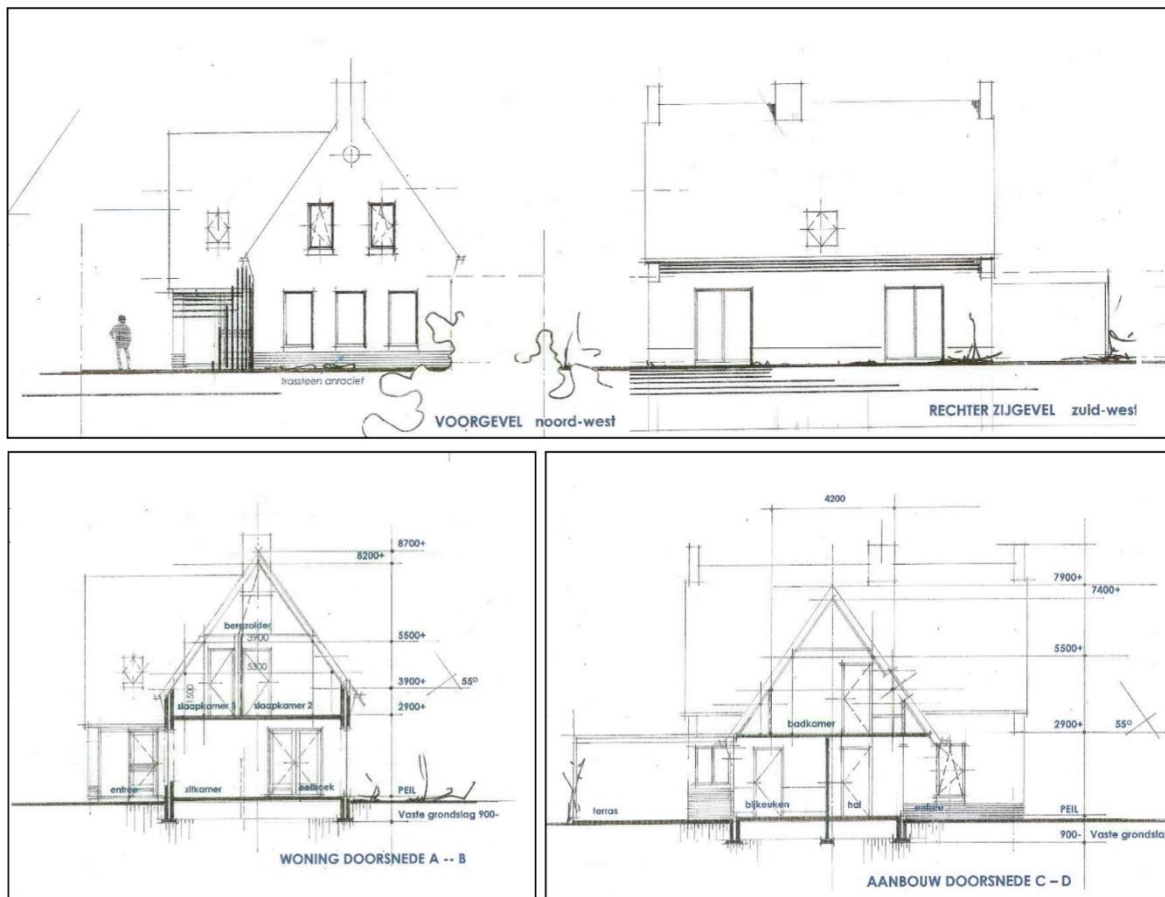 trassteen anraciet
VOORGEVEL noord-west
RECHTER ZIJGEVEL zuid-west
8700+
8200+
bergzolder
3900
5500+
5300
1500
3900+
55°
slaapkamer 3 slaapkamer 2
2900+
entree zitkamer eethoek PEIL
Vaste grondslag 900-
WONING DOORSNEDE A -- B
4200
7900+
7400+
5500+
badkamer
2900+
55°
terras bijkeuken hal entree PEIL
900- Vaste grondsla
AANBOUW DOORSNEDE C – D